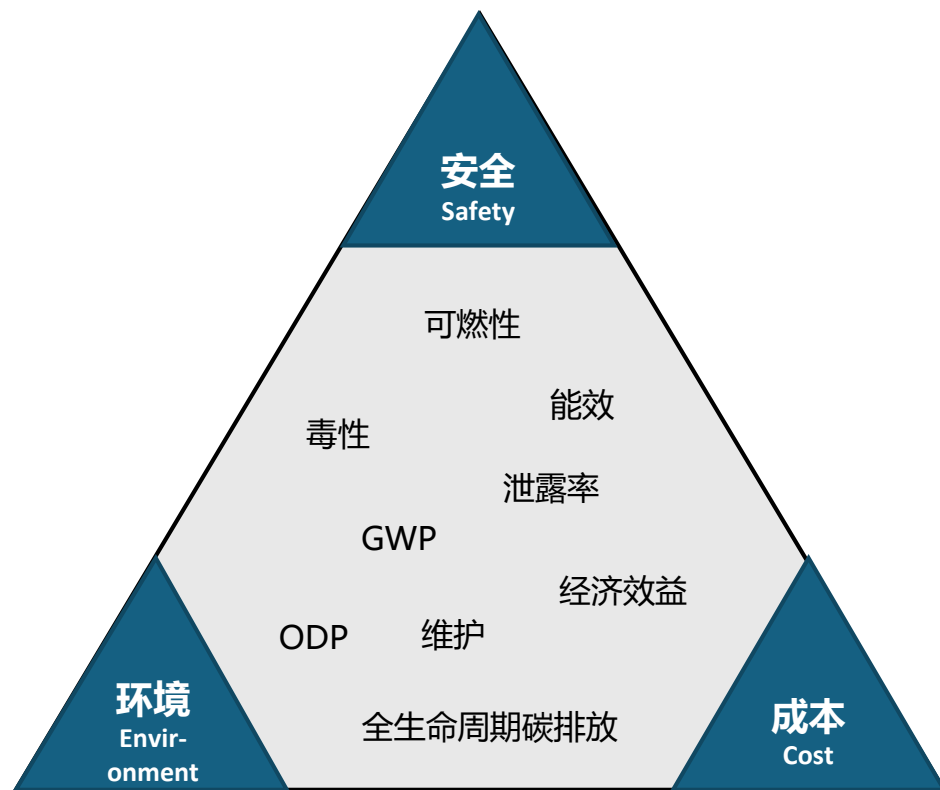 安全
Safety
可燃性
能效
毒性
泄露率
GWP
经济效益
ODP
维护
环境
Envir-
onment
成本
Cost
全生命周期碳排放